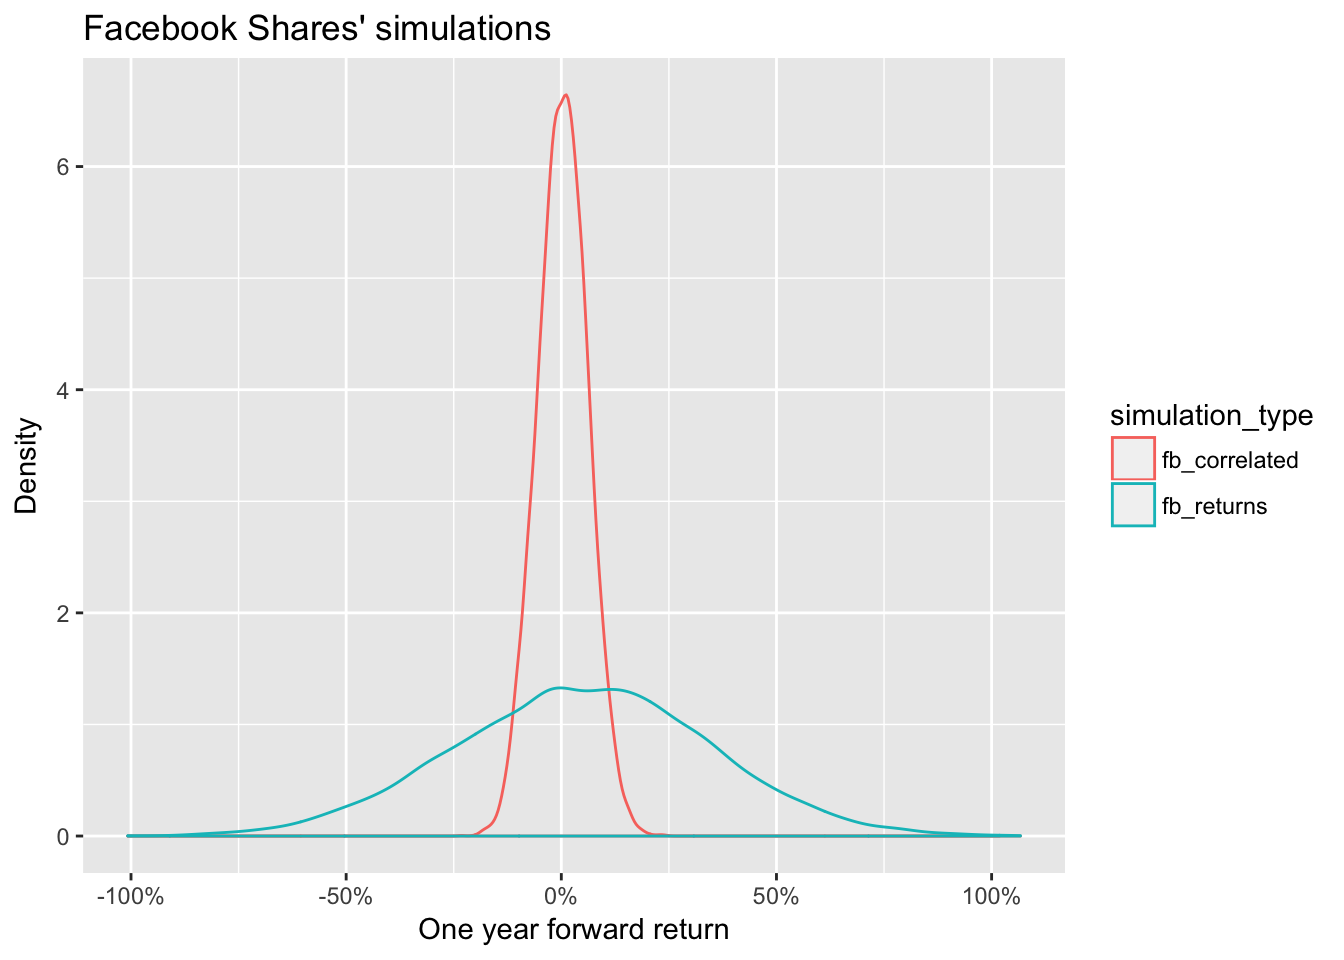 Facebook Shares' simulations
6
4
2
0
Density
-100%
-50%
0%
50%
100%
One year forward return
simulation_type
fb_correlated
fb_returns